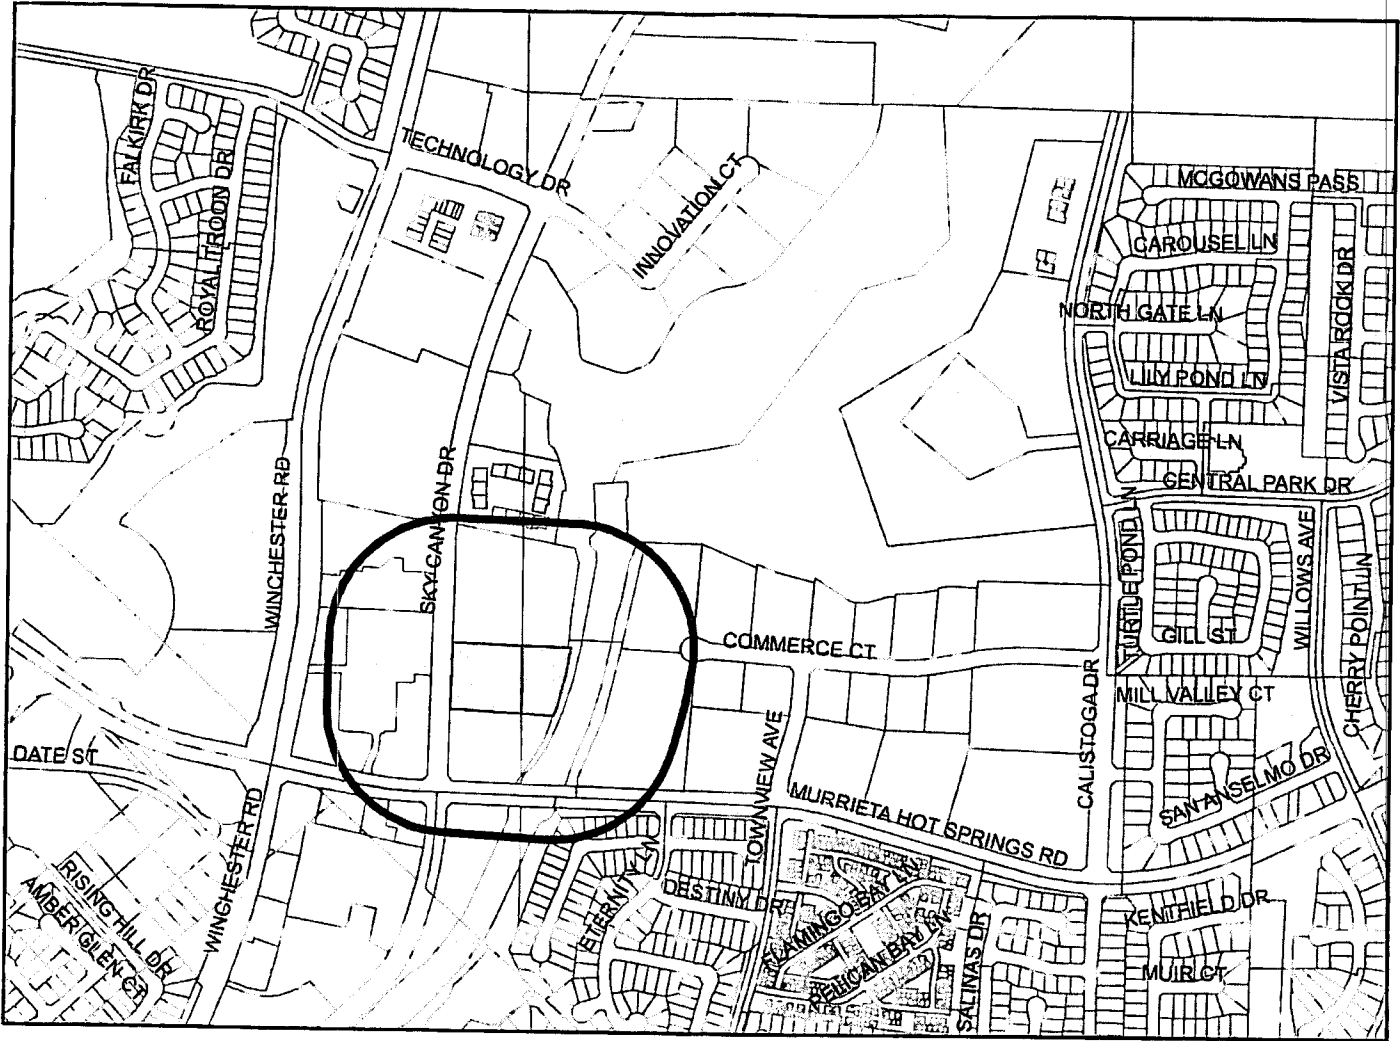 FALKIRK DR
ROYAL TROON DR
TECHNOLOGY DR
INNOVATION CT
MCGOWANS PASS
CAROUSEL LN
NORTH GATE LN
VISTA ROOK DR
LILY POND LN
CARRIAGE LN
CENTRAL PARK DR
WINCHESTER RD
SKY CANYON DR
TURTLE POND LN
WILLOWS AVE
CHERRY POINT LN
GILL ST
COMMERCE CT
CALISTOGA DR
MILL VALLEY CT
DATE ST
TOWNVIEW AVE
MURRIETA HOT SPRINGS RD
SAN ANSELMO DR
WINCHESTER RD
RISING HILL DR
AMBER GLEN CT
ETERNITY LN
DESTINY DR
FLAMINGO BAY LN
PELICAN BAY LN
SALINAS DR
KENTFIELD DR
MUIR CT